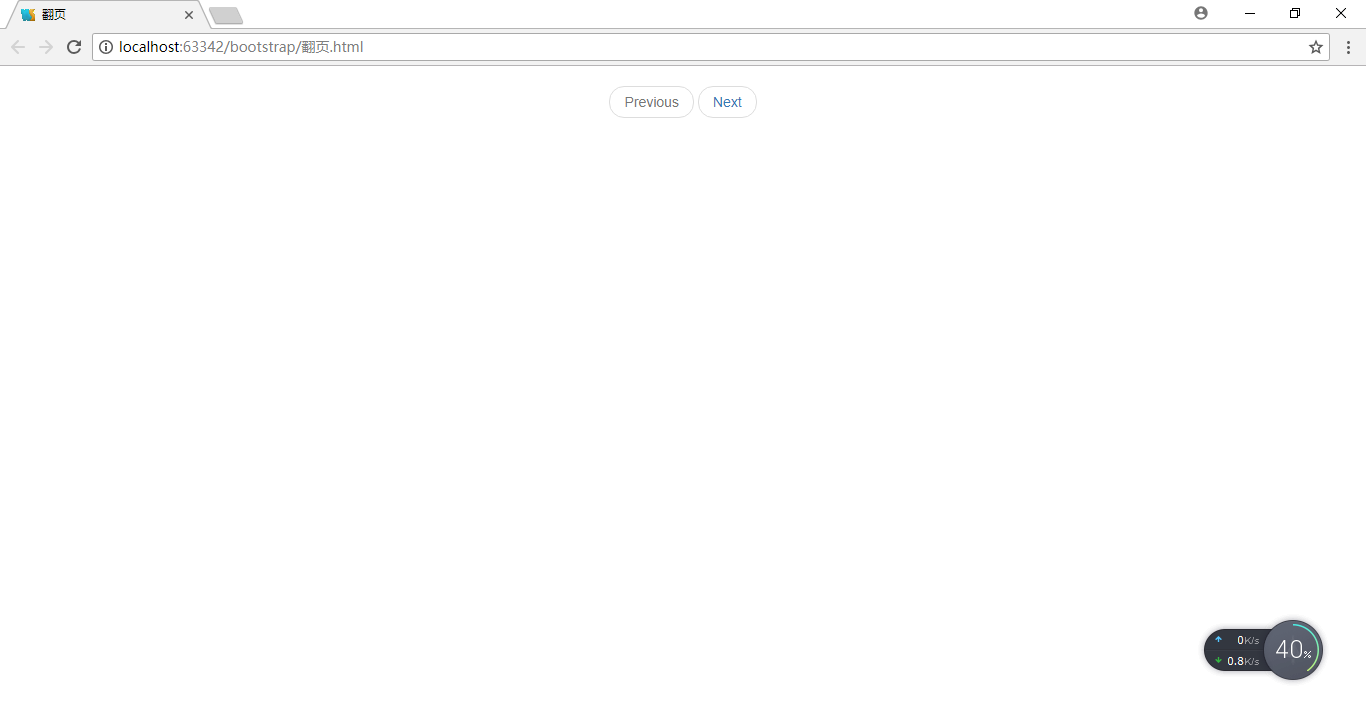 翻页
localhost:63342/bootstrap/翻页.html
Previous Next
0K/s
0.8K/s
40%